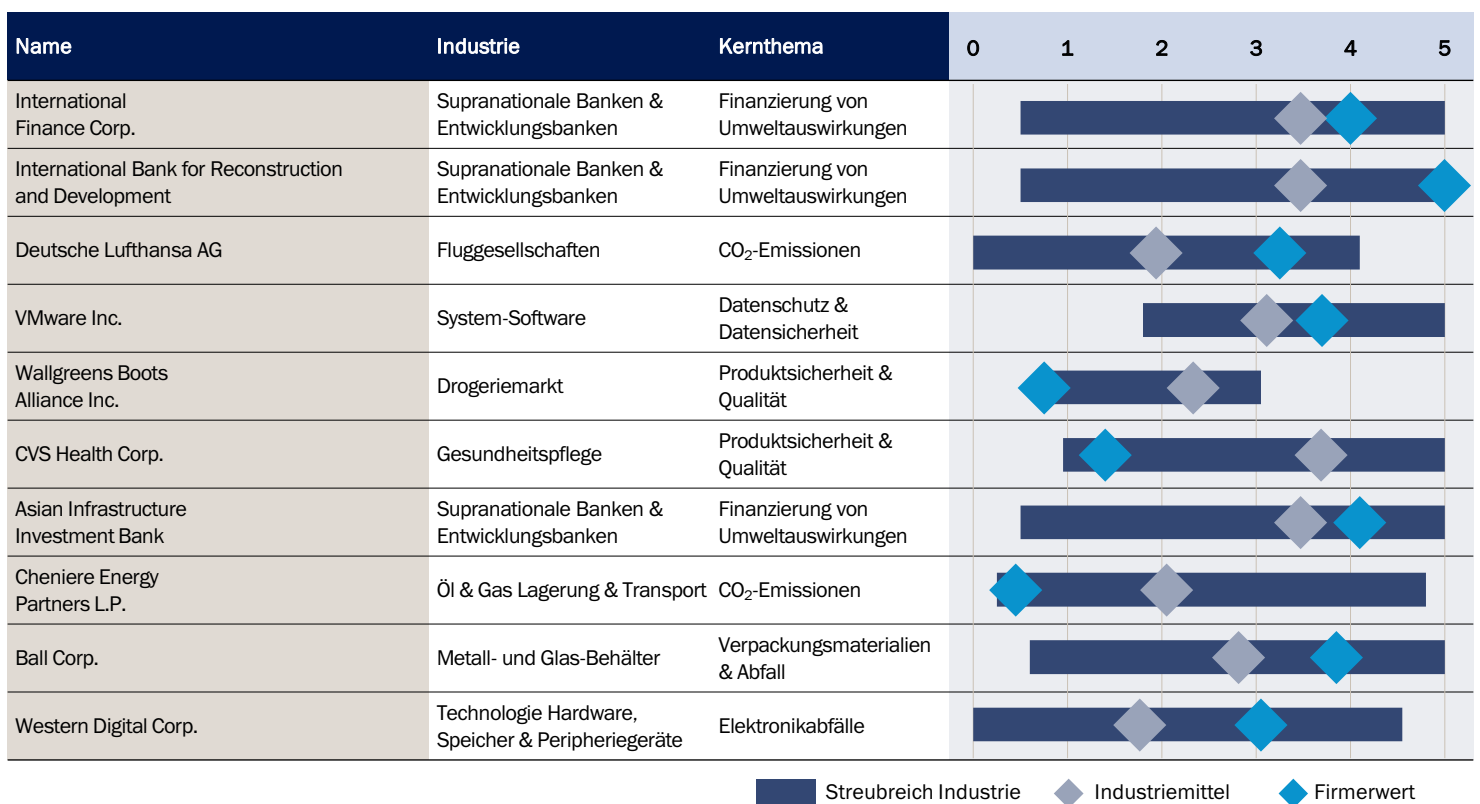 Name Industrie Kernthema 0 1 2 3 4 5
International Supranationale Banken & Finanzierung von
Finance Corp. Entwicklungsbanken Umweltauswirkungen
International Bank for Reconstruction Supranationale Banken & Finanzierung von
and Development Entwicklungsbanken Umweltauswirkungen
Deutsche Lufthansa AG Fluggesellschaften CO₂-Emissionen
VMware Inc. System-Software Datenschutz &
Datensicherheit
Wallgreens Boots Drogeriemarkt Produktsicherheit &
Alliance Inc. Qualität
CVS Health Corp. Gesundheitspflege Produktsicherheit &
Qualität
Asian Infrastructure Supranationale Banken & Finanzierung von
Investment Bank Entwicklungsbanken Umweltauswirkungen
Cheniere Energy Öl & Gas Lagerung & Transport CO₂-Emissionen
Partners L.P.
Ball Corp. Metall- und Glas-Behälter Verpackungsmaterialien
& Abfall
Western Digital Corp. Technologie Hardware, Elektronikabfälle
Speicher & Peripheriegeräte
Streubreich Industrie Industriemittel Firmerwert